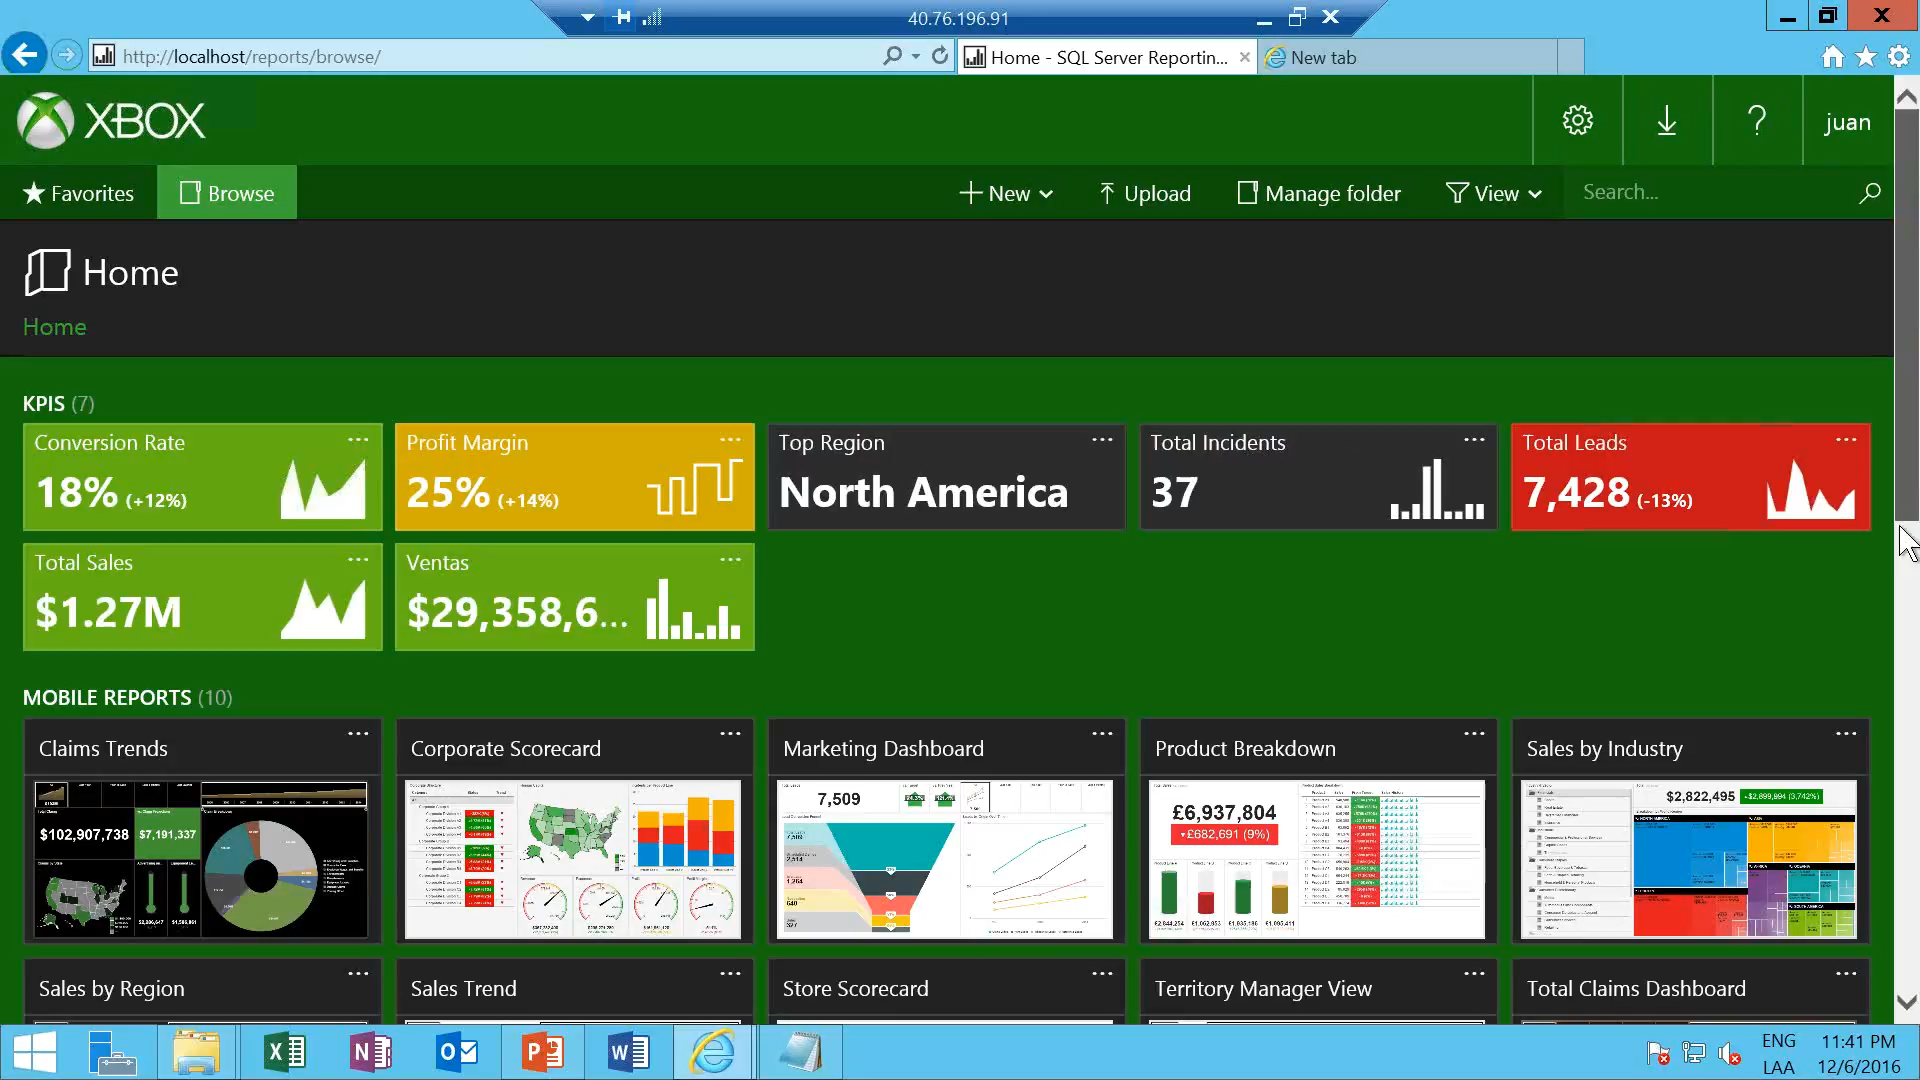 40.76.196.91
http://localhost/reports/browse/
Home - SQL Server Reportin...
New tab
XBOX
juan
Favorites
Browse
New
Upload
Manage folder
View
Search...
Home
Home
KPIS (7)
Conversion Rate
18% (+12%)
Profit Margin
25% (+14%)
Top Region
North America
Total Incidents
37
Total Leads
7,428 (-13%)
Total Sales
$1.27M
Ventas
$29,358,6...
MOBILE REPORTS (10)
Claims Trends
$102,907,738
$7,191,337
Corporate Scorecard
Marketing Dashboard
7,509
Product Breakdown
£6,937,804
▼£682,691 (9%)
Sales by Industry
$2,822,495
+$2,899,994 (3,742%)
Sales by Region
Sales Trend
Store Scorecard
Territory Manager View
Total Claims Dashboard
ENG
LAA
11:41 PM
12/6/2016